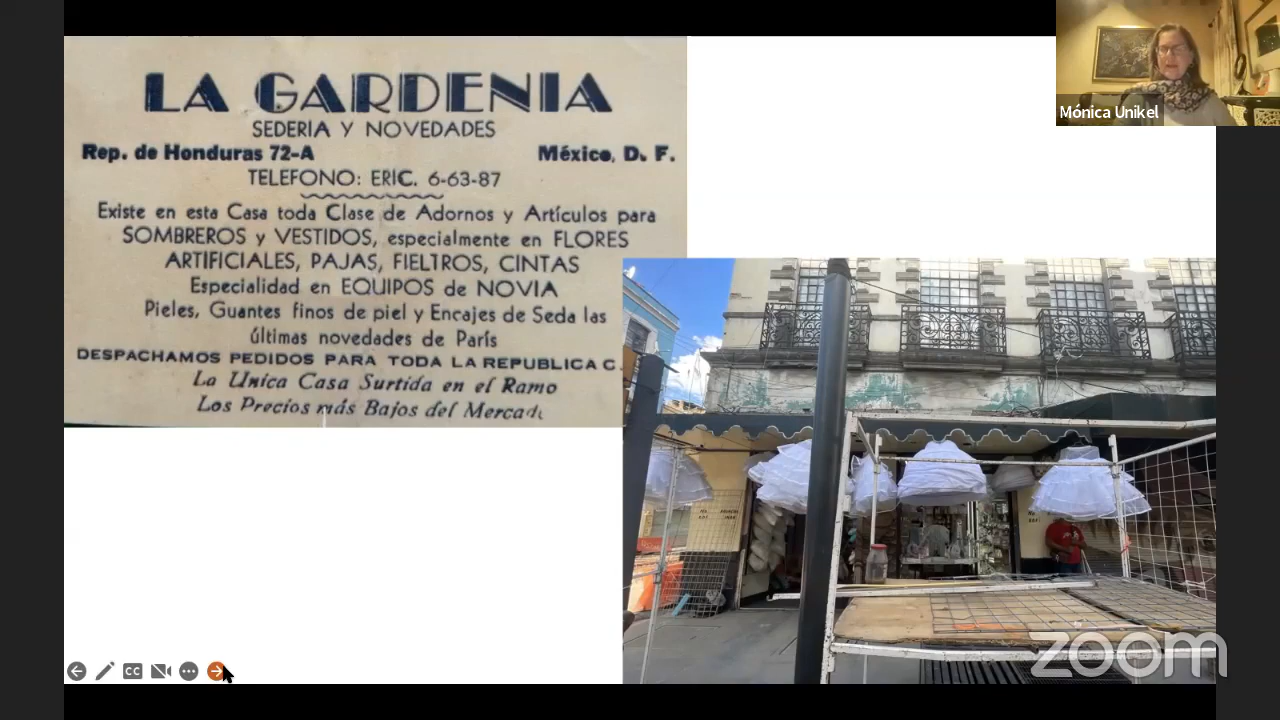 LA GARDENIA
SEDERIA Y NOVEDADES
Rep. de Honduras 72-A México, D. F.
TELEFONO: ERIC. 6-63-87
Existe en esta Casa toda Clase de Adornos y Artículos para
SOMBREROS y VESTIDOS, especialmente en FLORES
ARTIFICIALES, PAJAS, FIELTROS, CINTAS
Especialidad en EQUIPOS de NOVIA
Pieles, Guantes finos de piel y Encajes de Seda las
últimas novedades de París
DESPACHAMOS PEDIDOS PARA TODA LA REPUBLICA C.
La Unica Casa Surtida en el Ramo
Los Precios más Bajos del Mercado
Mónica Unikel
CC
zoom